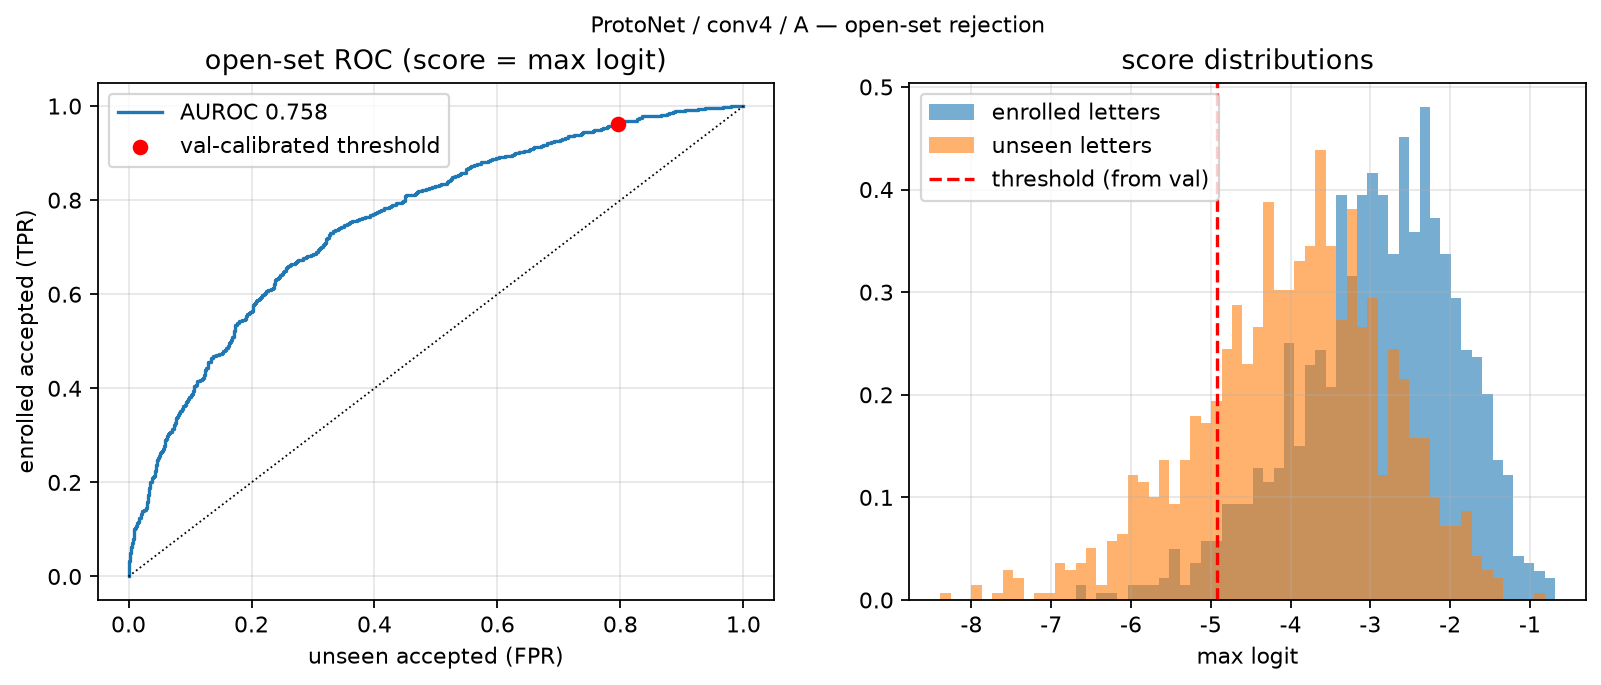 ProtoNet / conv4 / A — open-set rejection
open-set ROC (score = max logit)
AUROC 0.758
val-calibrated threshold
enrolled accepted (TPR)
1.0
0.8
0.6
0.4
0.2
0.0
0.0 0.2 0.4 0.6 0.8 1.0
unseen accepted (FPR)
score distributions
enrolled letters
unseen letters
threshold (from val)
0.5
0.4
0.3
0.2
0.1
0.0
-8 -7 -6 -5 -4 -3 -2 -1
max logit